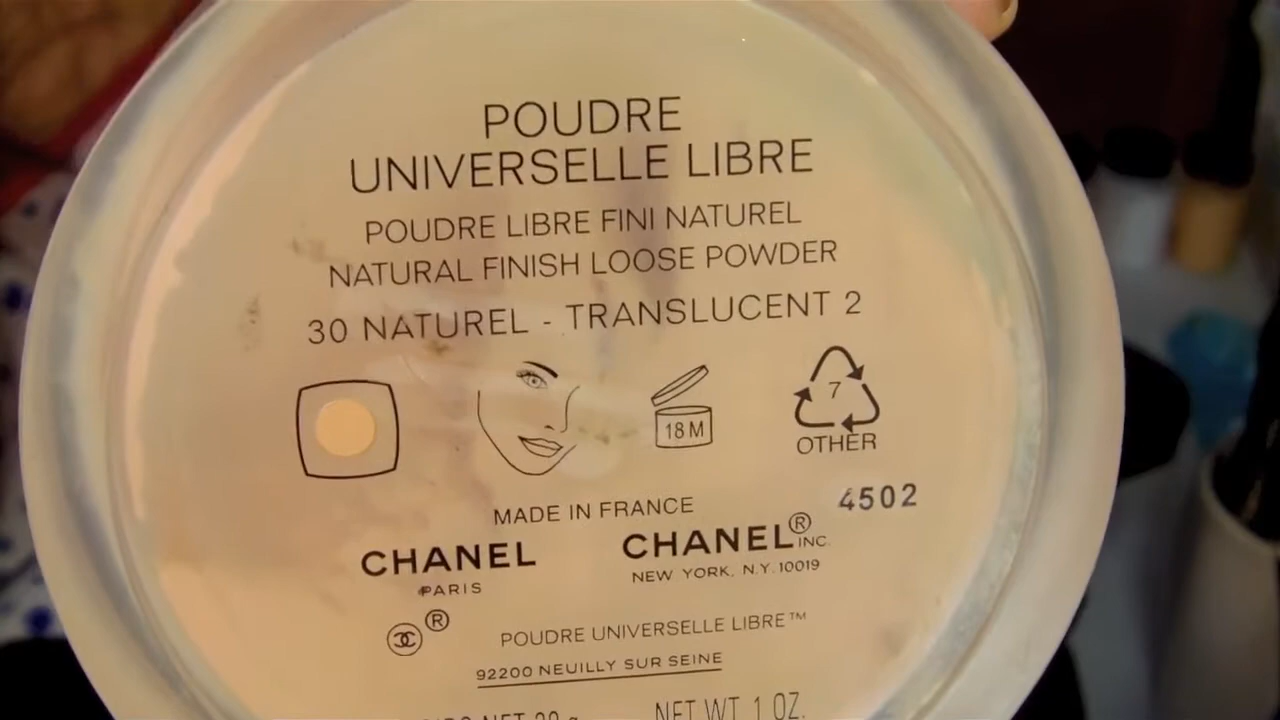 POUDRE
UNIVERSELLE LIBRE
POUDRE LIBRE FINI NATUREL
NATURAL FINISH LOOSE POWDER
30 NATUREL - TRANSLUCENT 2
18 M
7
OTHER
4502
MADE IN FRANCE
CHANEL CHANEL® INC.
PARIS NEW YORK, N.Y. 10019
®
POUDRE UNIVERSELLE LIBRE™
92200 NEUILLY SUR SEINE
NET WT. 1 OZ.